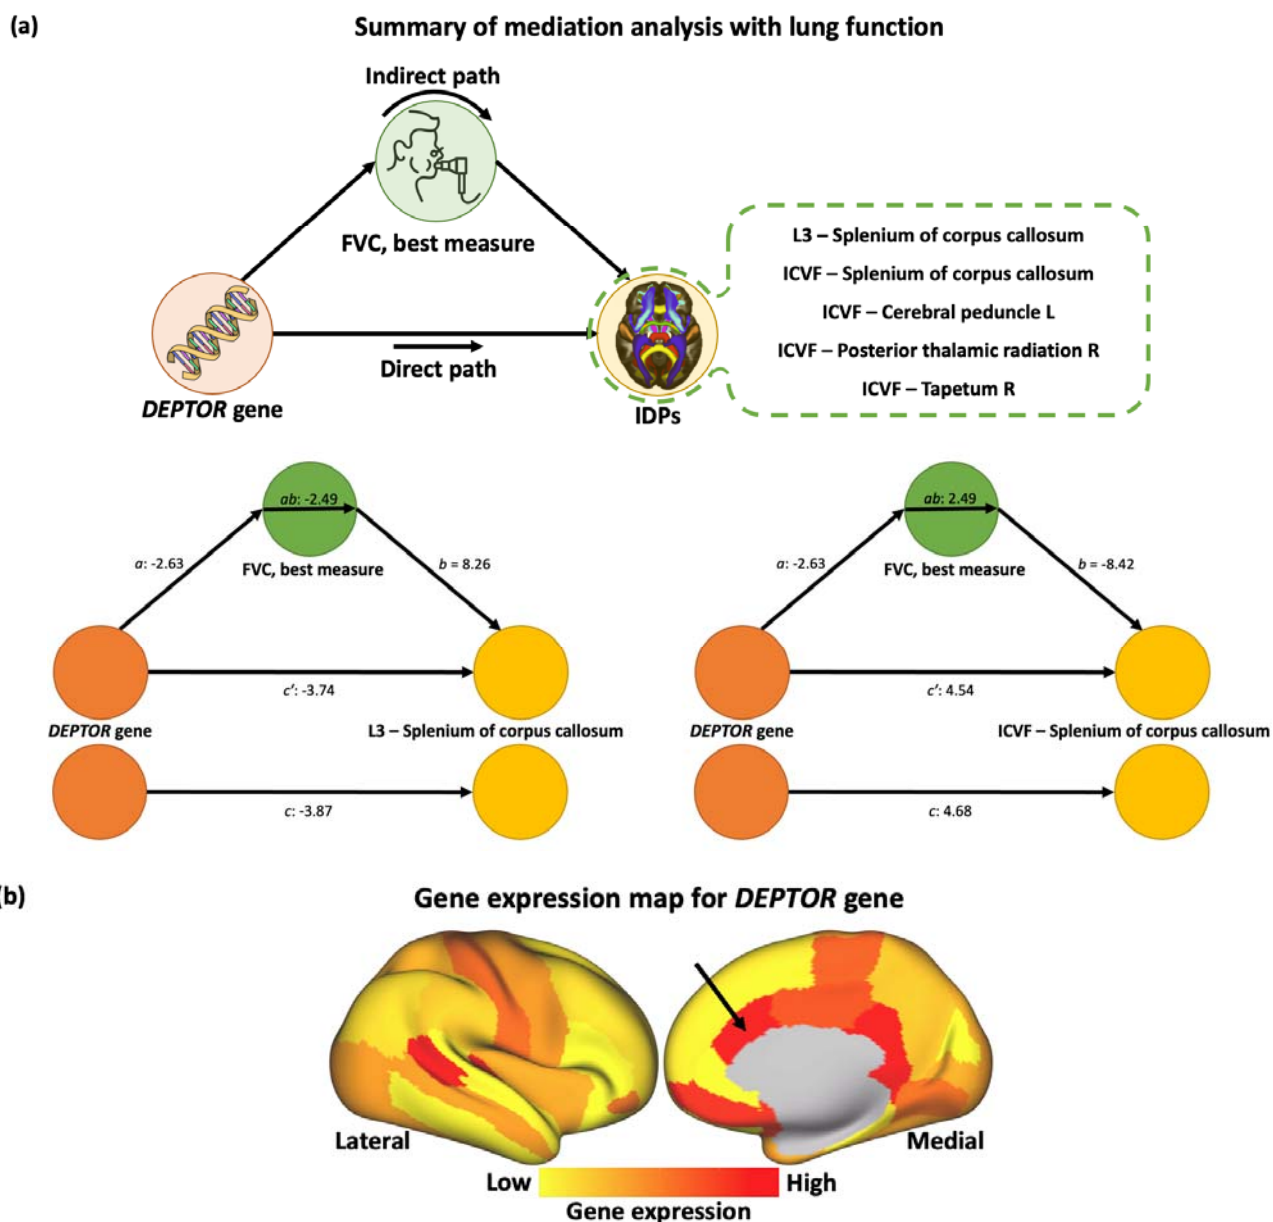 (a)
Summary of mediation analysis with lung function
Indirect path
FVC, best measure
Direct path
DEPTOR gene
IDPs
L3 – Splenium of corpus callosum
ICVF – Splenium of corpus callosum
ICVF – Cerebral peduncle L
ICVF – Posterior thalamic radiation R
ICVF – Tapetum R
ab: -2.49
a: -2.63
b = 8.26
FVC, best measure
c': -3.74
DEPTOR gene
L3 – Splenium of corpus callosum
c: -3.87
ab: 2.49
a: -2.63
b = -8.42
FVC, best measure
c': 4.54
DEPTOR gene
ICVF – Splenium of corpus callosum
c: 4.68
(b)
Gene expression map for DEPTOR gene
Lateral
Medial
Low
High
Gene expression